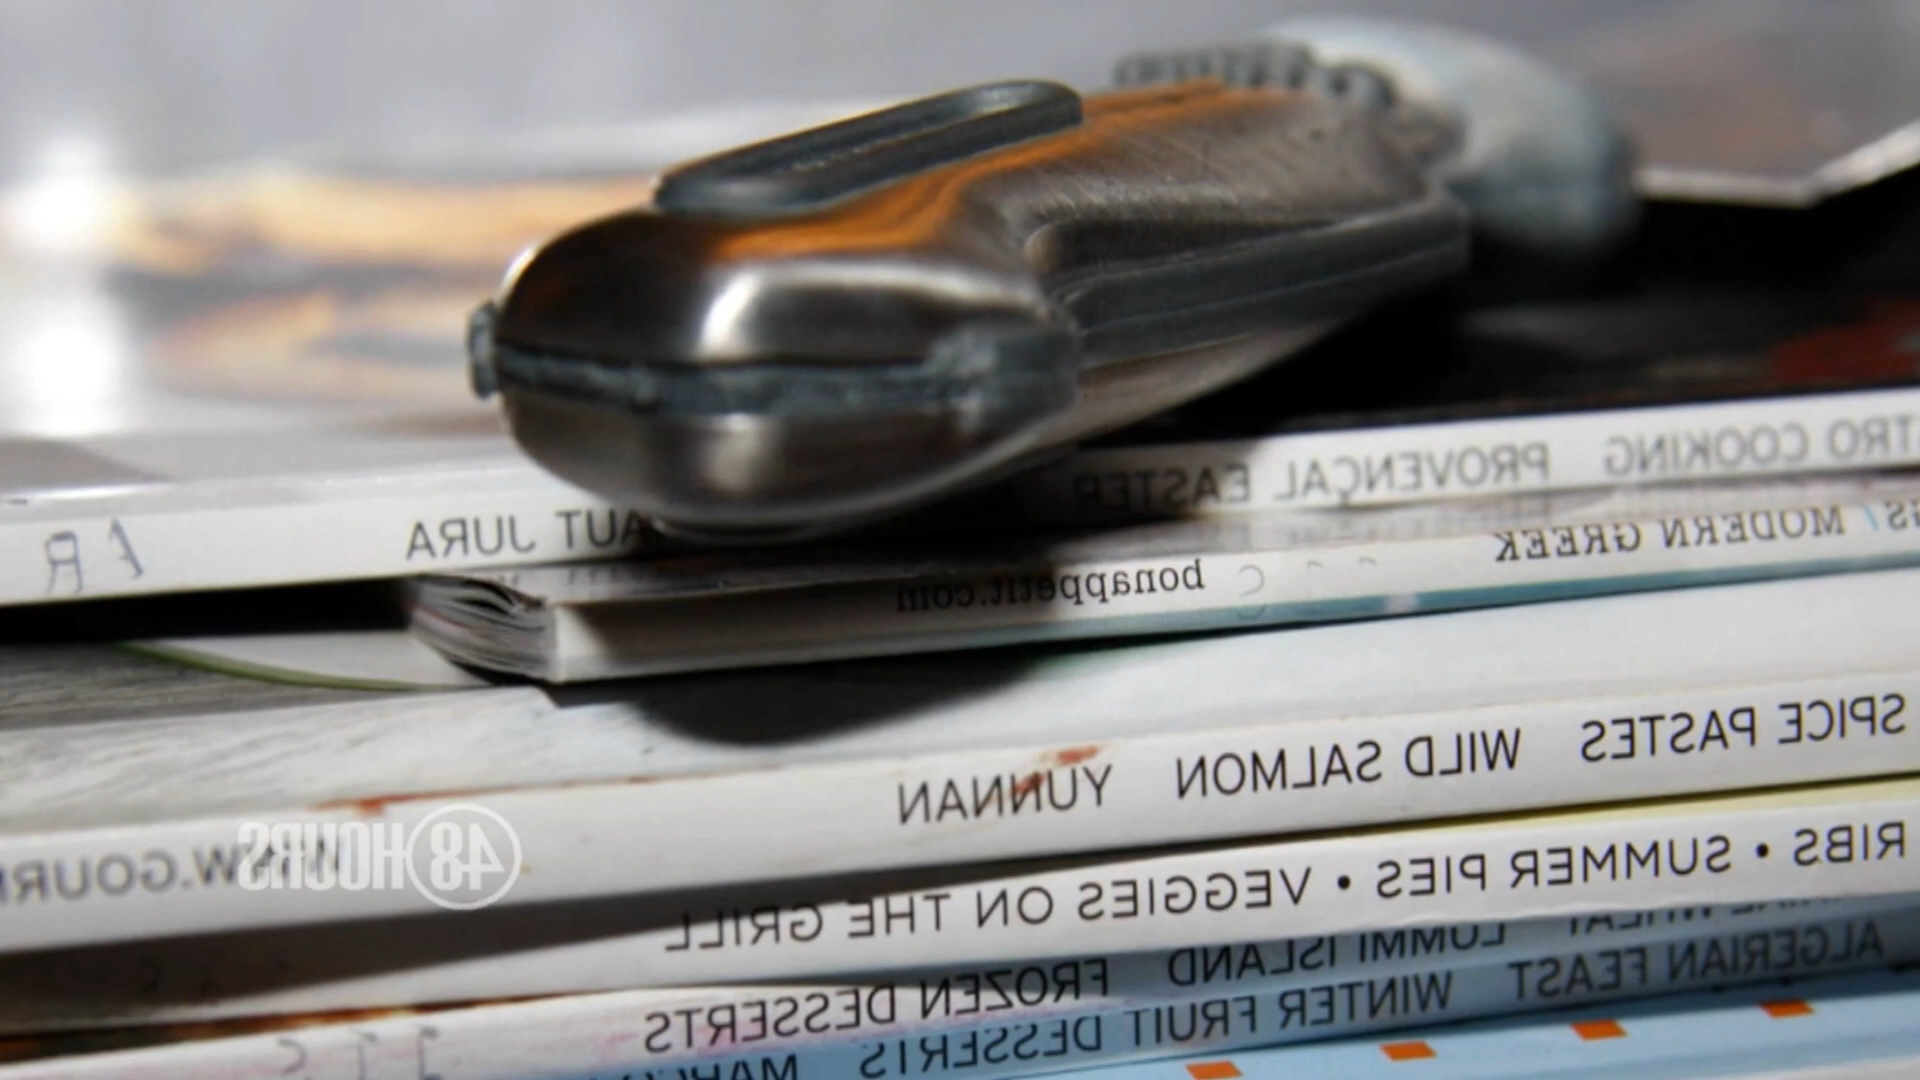 TRO COOKING PROVENÇAL EASTER AUT JURA
MODERN GREEK
bonappetit.com
SPICE PASTES WILD SALMON YUNNAN
48 HOURS
RIBS • SUMMER PIES • VEGGIES ON THE GRILL
LUMMI ISLAND FROZEN DESSERTS
ALGERIAN FEAST WINTER FRUIT DESSERTS